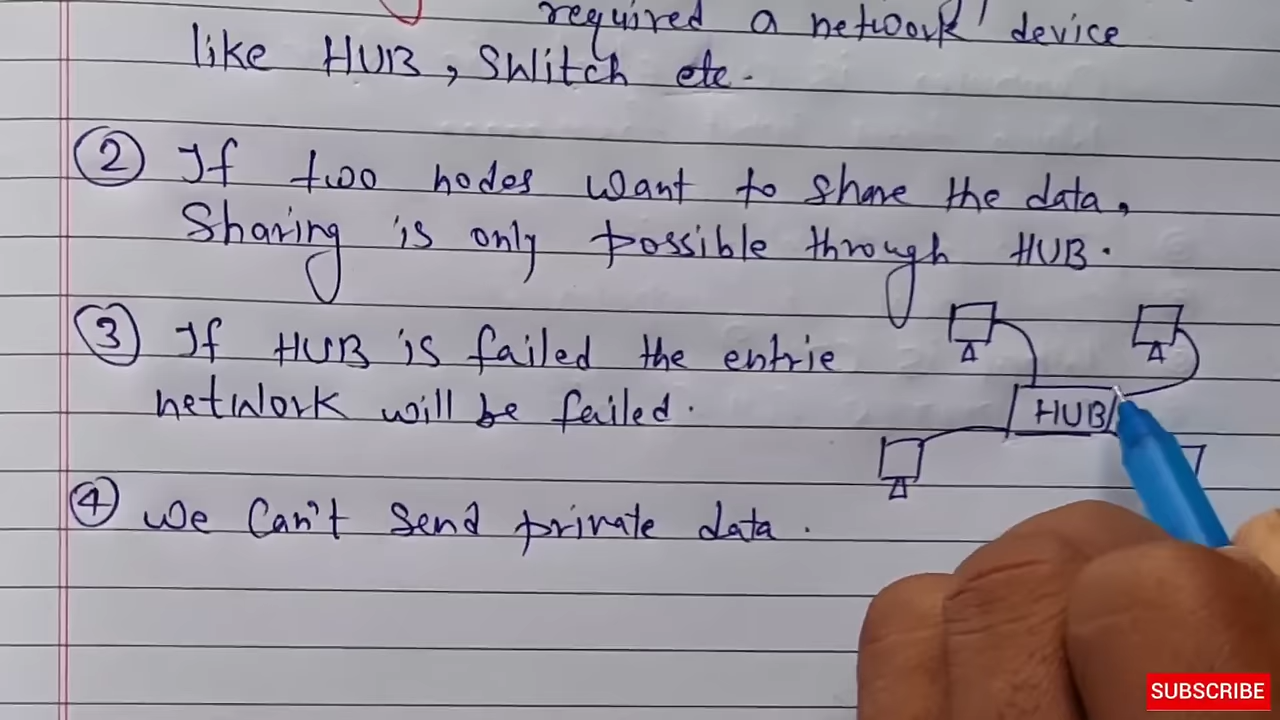 required a network device
like HUB, Switch etc.
② If two nodes want to share the data,
Sharing is only possible through HUB.
③ If HUB is failed the entrie
network will be failed.
HUB
④ We Can't Send private data.
SUBSCRIBE